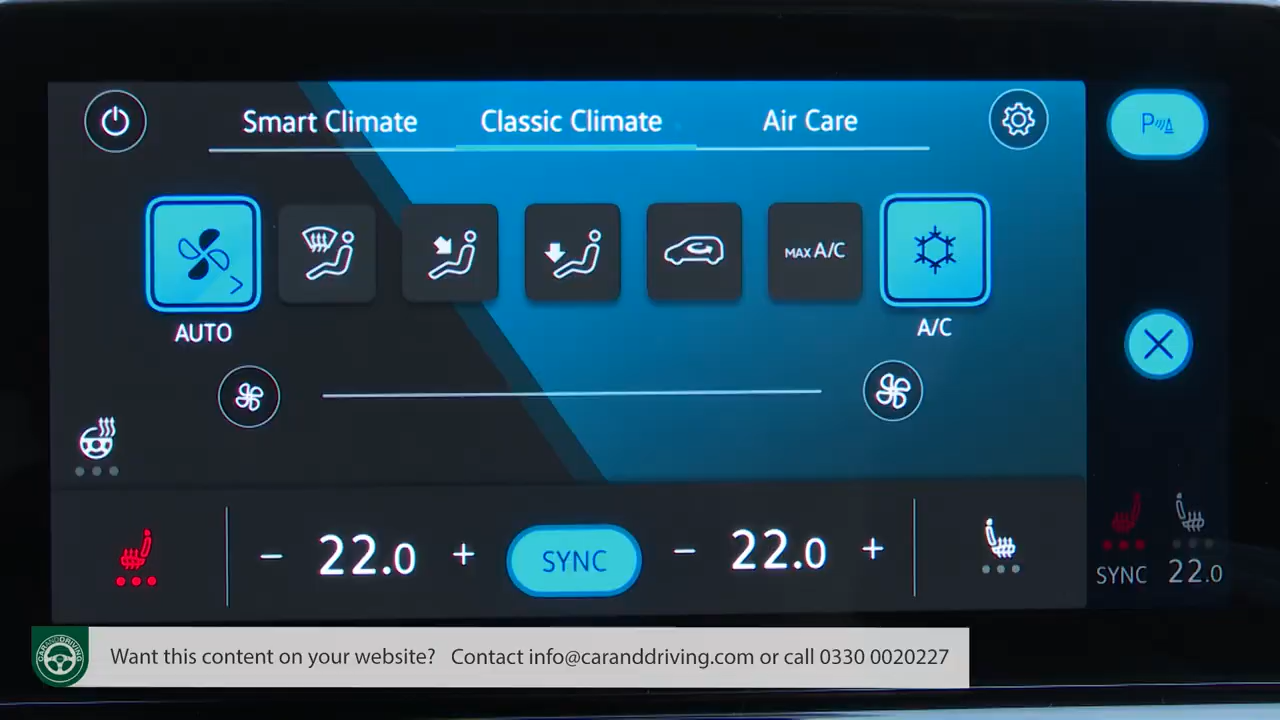 Smart Climate
Classic Climate
Air Care
P
MAX A/C
AUTO
A/C
22.0
SYNC
22.0
SYNC 22.0
CARANDDRIVING
Want this content on your website? Contact info@caranddriving.com or call 0330 0020227